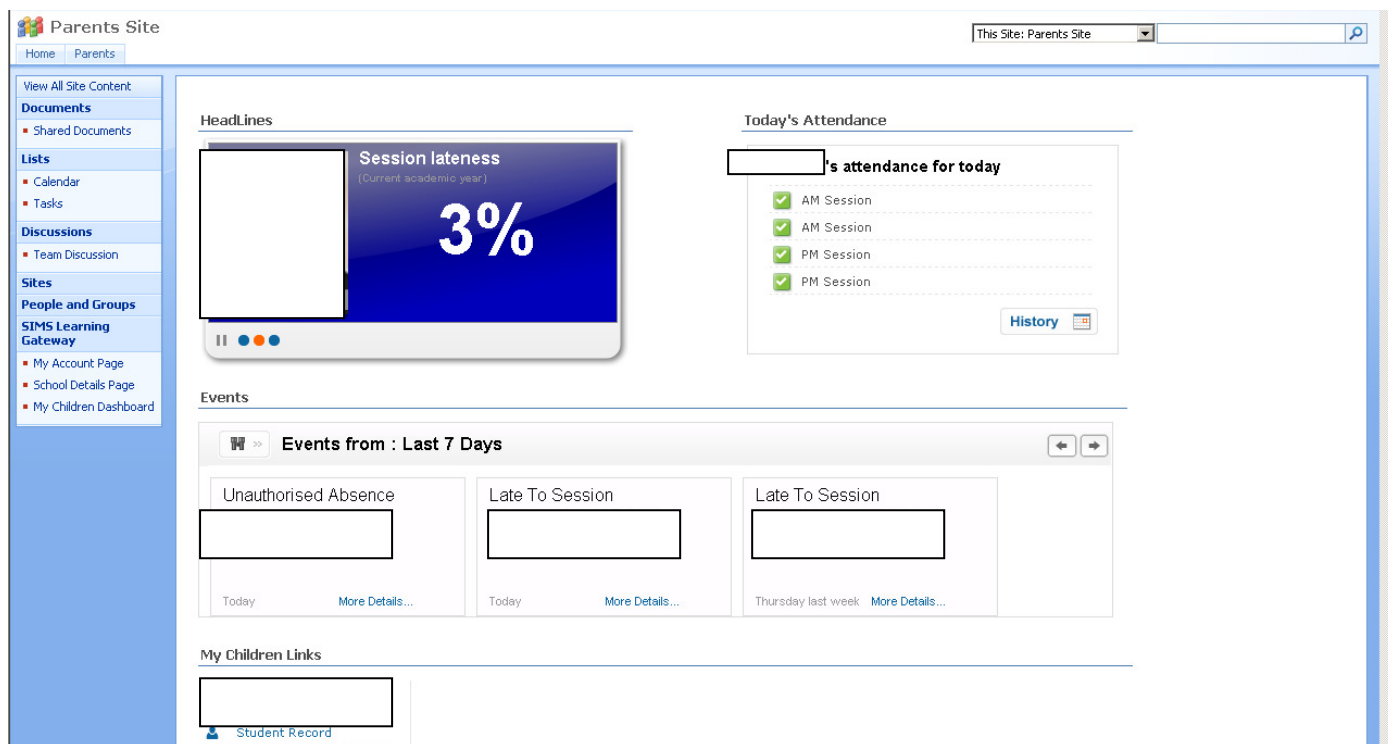 Parents Site
This Site: Parents Site
Home Parents
View All Site Content
Documents
Shared Documents
Lists
Calendar
Tasks
Discussions
Team Discussion
Sites
People and Groups
SIMS Learning
Gateway
My Account Page
School Details Page
My Children Dashboard
HeadLines
Session lateness
(Current academic year)
3%
Today's Attendance
's attendance for today
AM Session
AM Session
PM Session
PM Session
History
Events
Events from : Last 7 Days
Unauthorised Absence
Today More Details...
Late To Session
Today More Details...
Late To Session
Thursday last week More Details...
My Children Links
Student Record